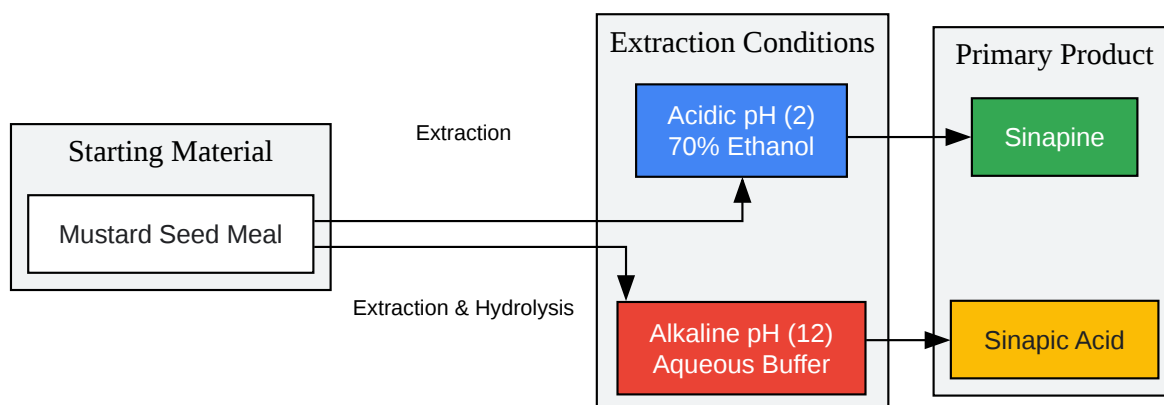 Starting Material
Mustard Seed Meal
Extraction
Extraction & Hydrolysis
Extraction Conditions
Acidic pH (2)
70% Ethanol
Alkaline pH (12)
Aqueous Buffer
Primary Product
Sinapine
Sinapic Acid